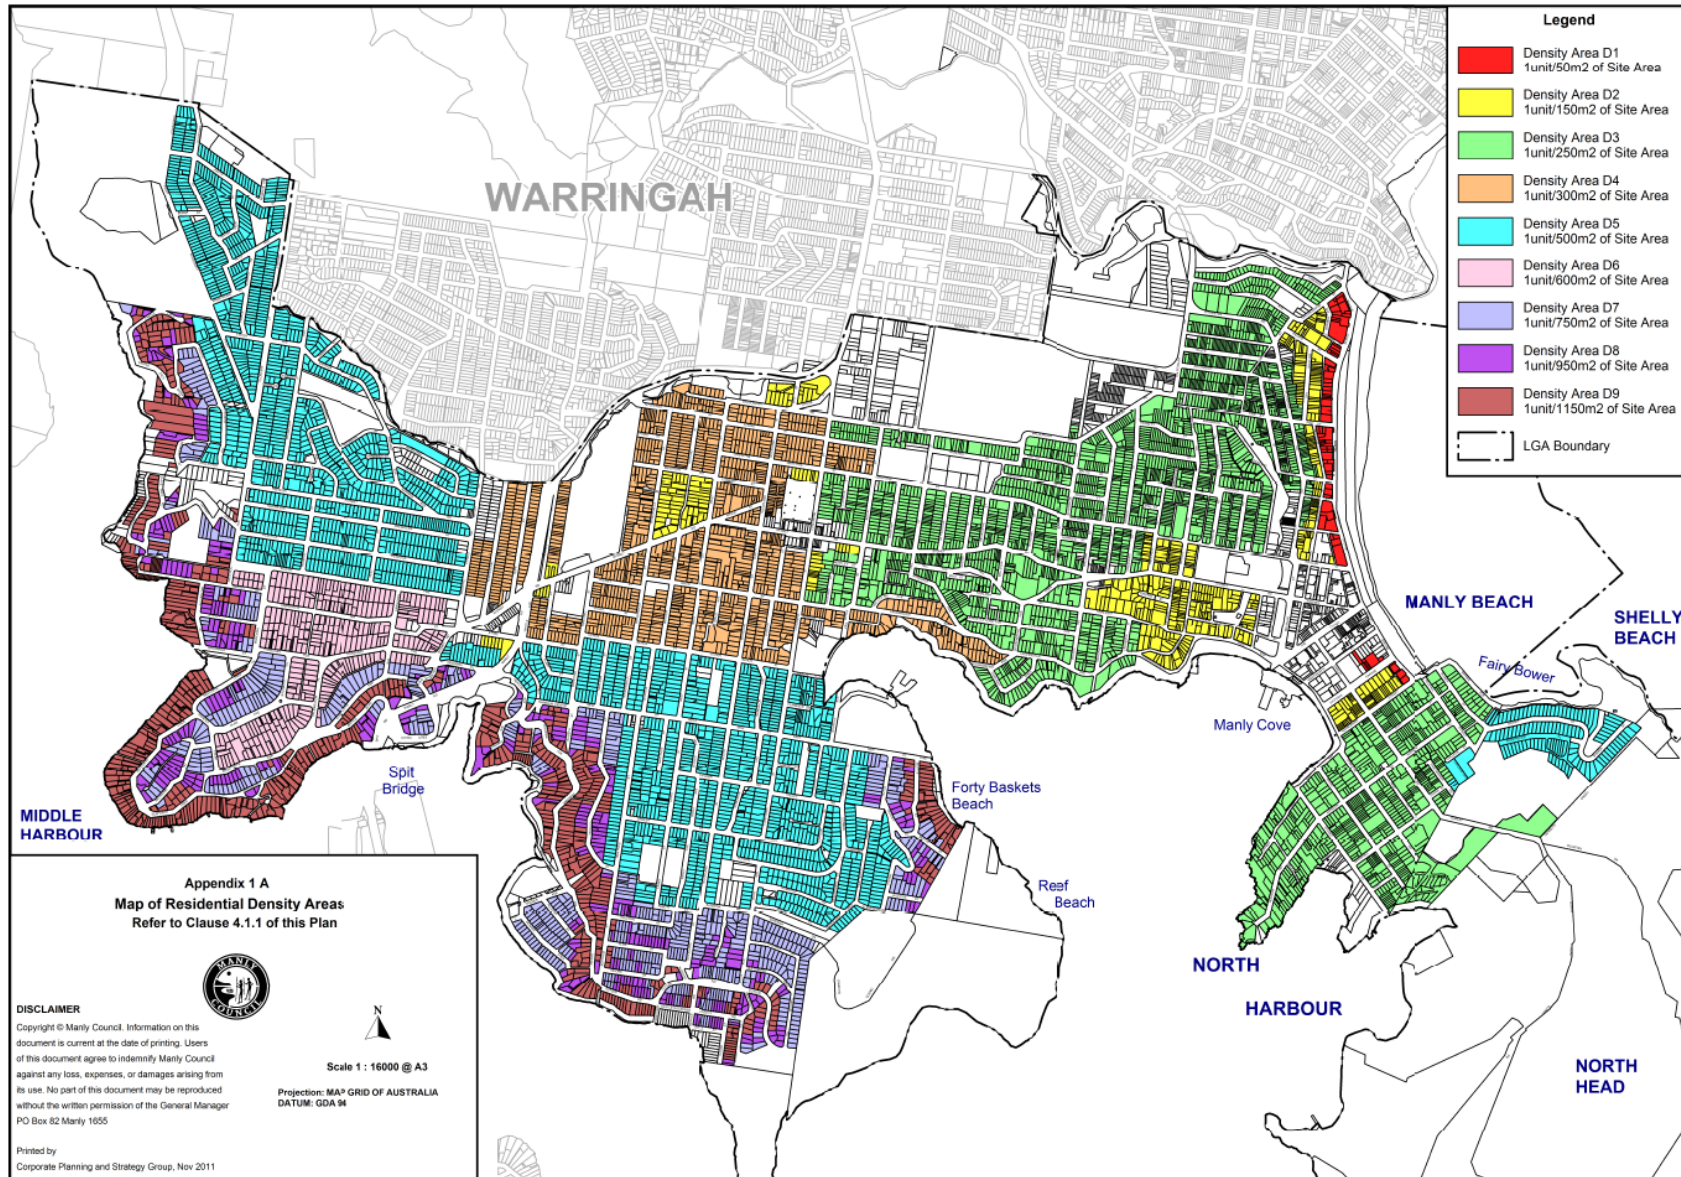 WARRINGAH
Legend
Density Area D1
1unit/50m2 of Site Area
Density Area D2
1unit/150m2 of Site Area
Density Area D3
1unit/250m2 of Site Area
Density Area D4
1unit/300m2 of Site Area
Density Area D5
1unit/500m2 of Site Area
Density Area D6
1unit/600m2 of Site Area
Density Area D7
1unit/750m2 of Site Area
Density Area D8
1unit/950m2 of Site Area
Density Area D9
1unit/1150m2 of Site Area
LGA Boundary
MANLY BEACH
SHELLY
BEACH
Fairy Bower
Manly Cove
Spit
Bridge
Forty Baskets
Beach
MIDDLE
HARBOUR
Reef
Beach
NORTH
HARBOUR
NORTH
HEAD
Appendix 1 A
Map of Residential Density Areas
Refer to Clause 4.1.1 of this Plan
MANLY
COUNCIL
DISCLAIMER
Copyright © Manly Council. Information on this
document is current at the date of printing. Users
of this document agree to indemnify Manly Council
against any loss, expenses, or damages arising from
its use. No part of this document may be reproduced
without the written permission of the General Manager
PO Box 82 Manly 1655
N
Scale 1 : 16000 @ A3
Projection: MAP GRID OF AUSTRALIA
DATUM: GDA 94
Printed by
Corporate Planning and Strategy Group, Nov 2011